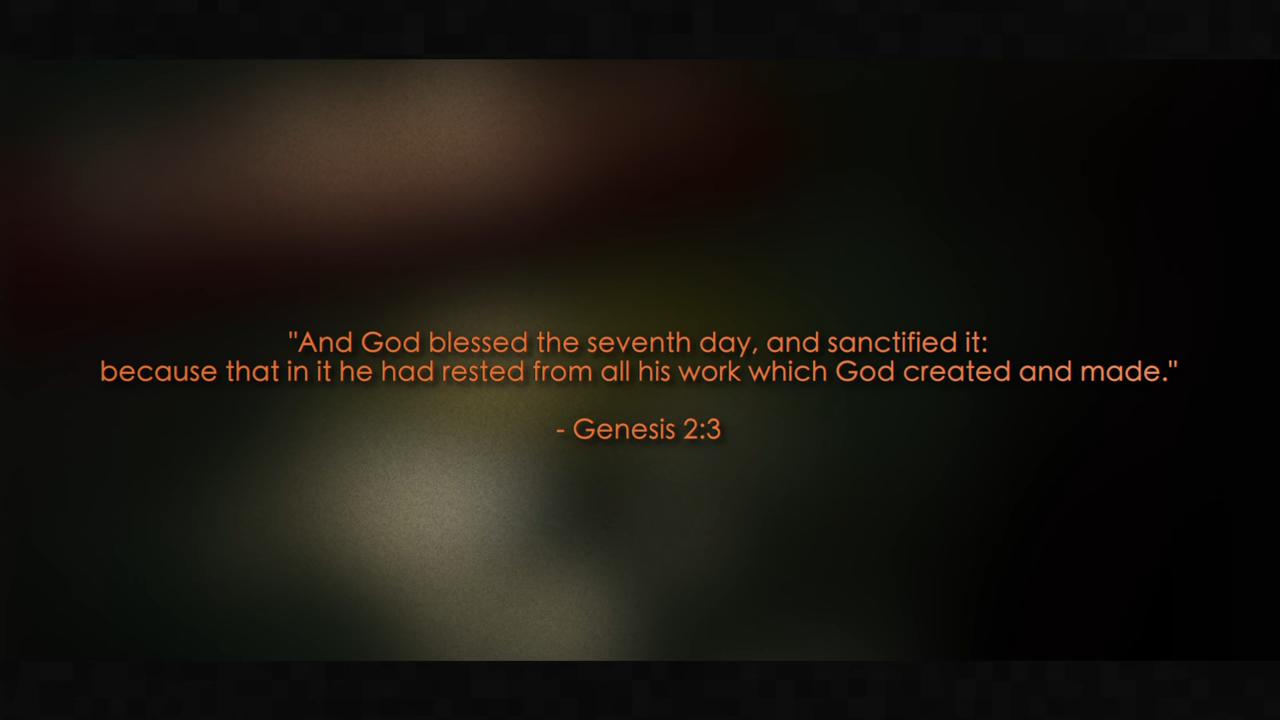 "And God blessed the seventh day, and sanctified it:
because that in it he had rested from all his work which God created and made."
- Genesis 2:3